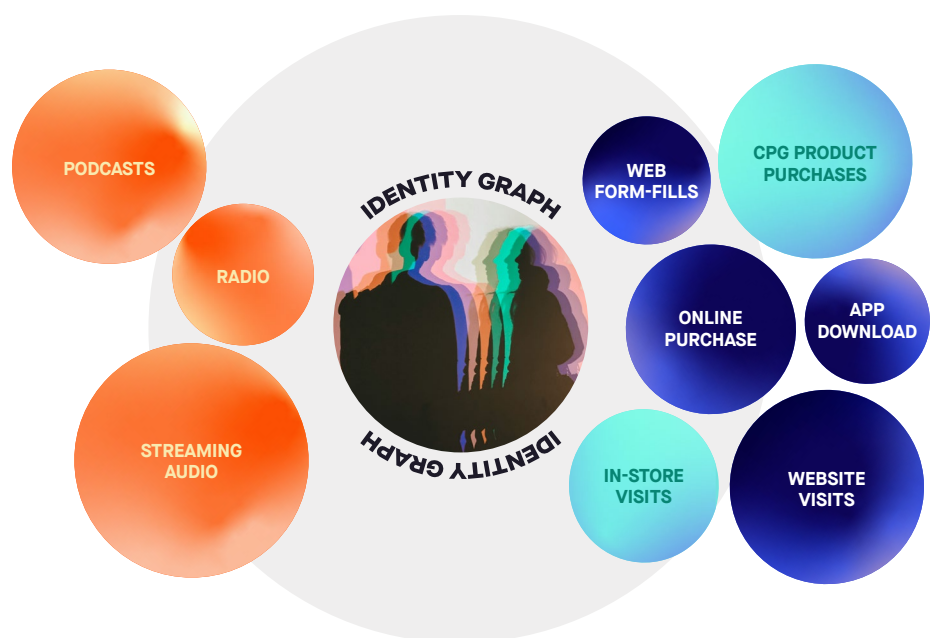 PODCASTS
RADIO
STREAMING
AUDIO
IDENTITY GRAPH
IDENTITY GRAPH
WEB
FORM-FILLS
CPG PRODUCT
PURCHASES
ONLINE
PURCHASE
APP
DOWNLOAD
IN-STORE
VISITS
WEBSITE
VISITS